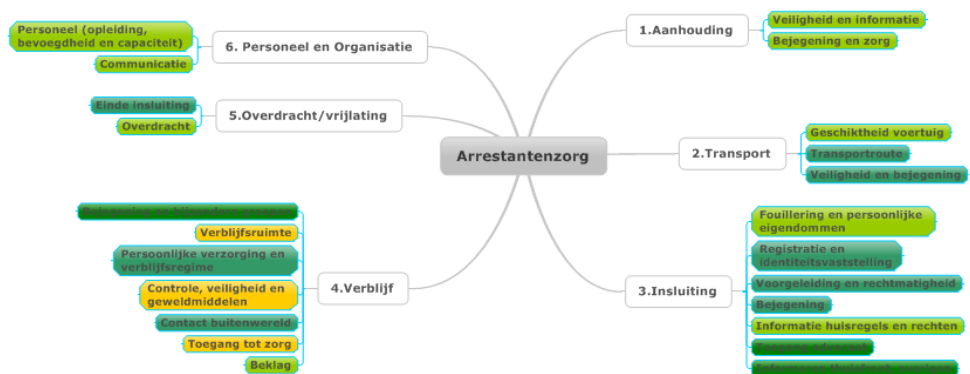 Personeel (opleiding,
bevoegdheid en capaciteit)
Communicatie
6. Personeel en Organisatie
Einde insluiting
Overdracht
5.Overdracht/vrijlating
Arrestantenzorg
1.Aanhouding
Veiligheid en informatie
Bejegening en zorg
2.Transport
Geschiktheid voertuig
Transportroute
Veiligheid en bejegening
3.Insluiting
Fouillering en persoonlijke
eigendommen
Registratie en
identiteitsvaststelling
Voorgeleiding en rechtmatigheid
Bejegening
Informatie huisregels en rechten
4.Verblijf
Verblijfsruimte
Persoonlijke verzorging en
verblijfsregime
Controle, veiligheid en
geweldmiddelen
Contact buitenwereld
Toegang tot zorg
Beklag